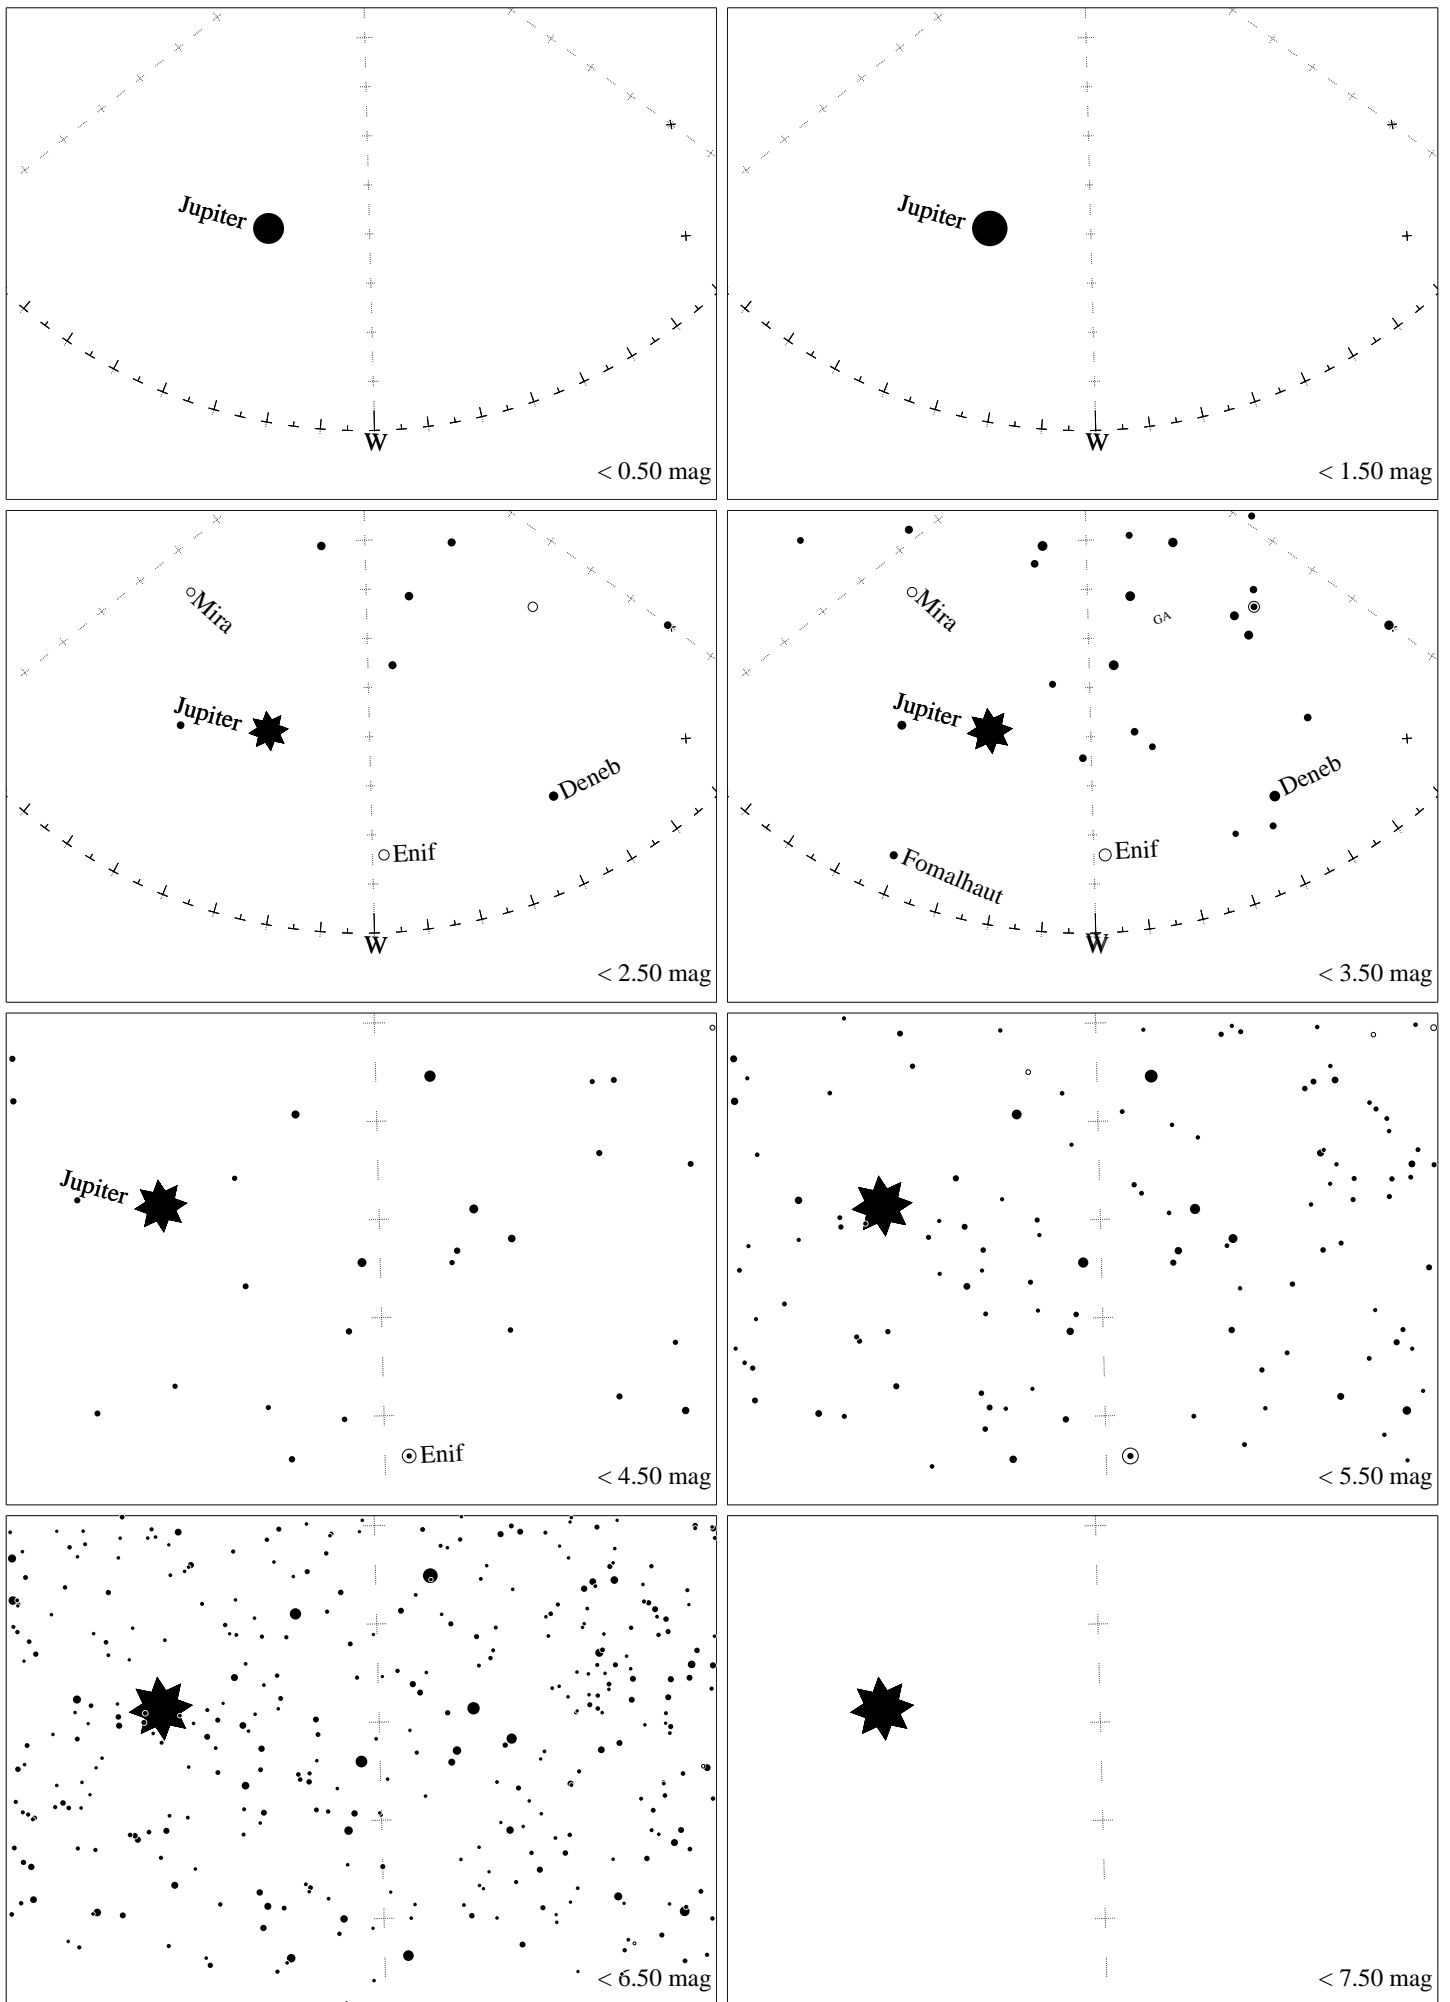 Jupiter
W
< 0.50 mag
Jupiter
W
< 1.50 mag
Mira
Jupiter
Deneb
Enif
W
< 2.50 mag
Mira
GA
Jupiter
Deneb
Enif
Fomalhaut
W
< 3.50 mag
Jupiter
Enif
< 4.50 mag
< 5.50 mag
< 6.50 mag
< 7.50 mag